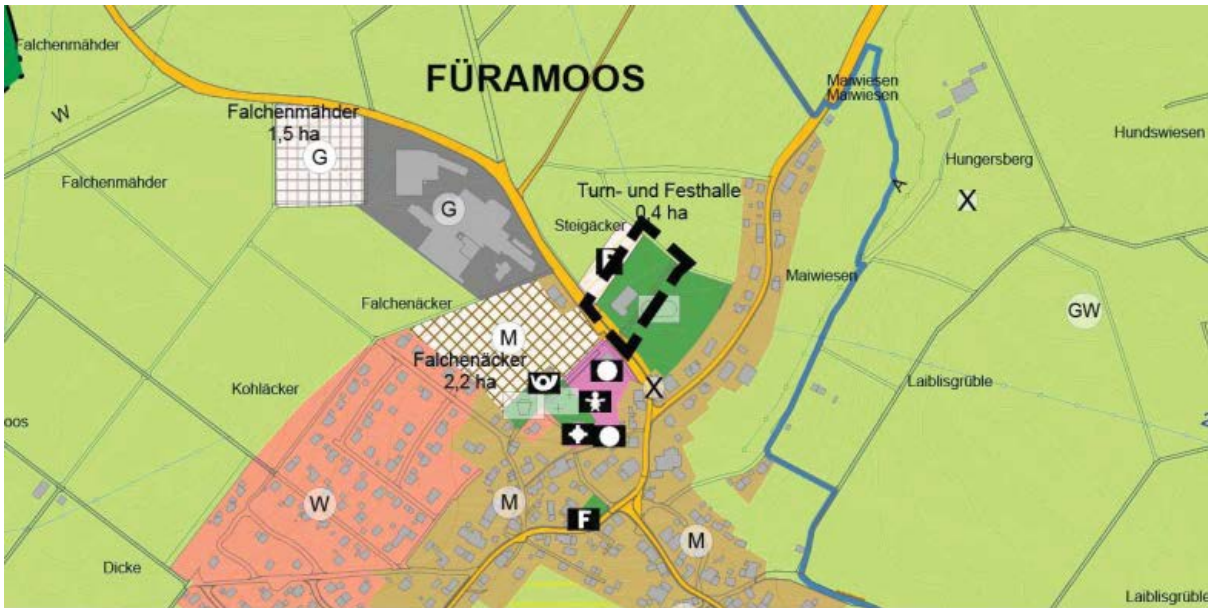 Falchenmähder
FÜRAMOOS
Maiwiesen
Maiwiesen
Falchenmähder
1,5 ha
W
G
Hundswiesen
Hungersberg
Falchenmähder
A
Turn- und Festhalle
0,4 ha
X
G
Steigäcker
P
Maiwiesen
Falchenäcker
GW
M
Falchenäcker
2,2 ha
Kohläcker
Laiblisgrüble
X
oos
W
M
F
M
Dicke
Laiblisgrüble